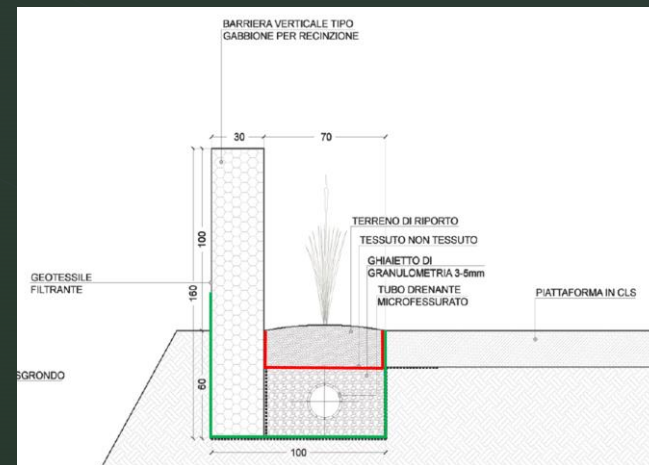 BARRIERA VERTICALE TIPO
GABBIONE PER RECINZIONE
30
70
TERRENO DI RIPORTO
TESSUTO NON TESSUTO
GHIAIETTO DI
GRANULOMETRIA 3-5mm
TUBO DRENANTE
MICROFESSURATO
PIATTAFORMA IN CLS
GEOTESSILE
FILTRANTE
160
100
60
SGRONDO
100